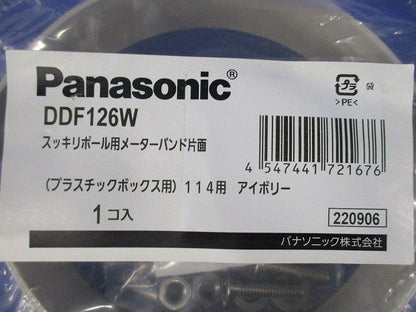 Panasonic®
DDF126W
プラ 袋
>PE<
スッキリポール用メーターバンド片面
4 547441 721676
(プラスチックボックス用) 114用 アイボリー
1コ入
220906
パナソニック株式会社